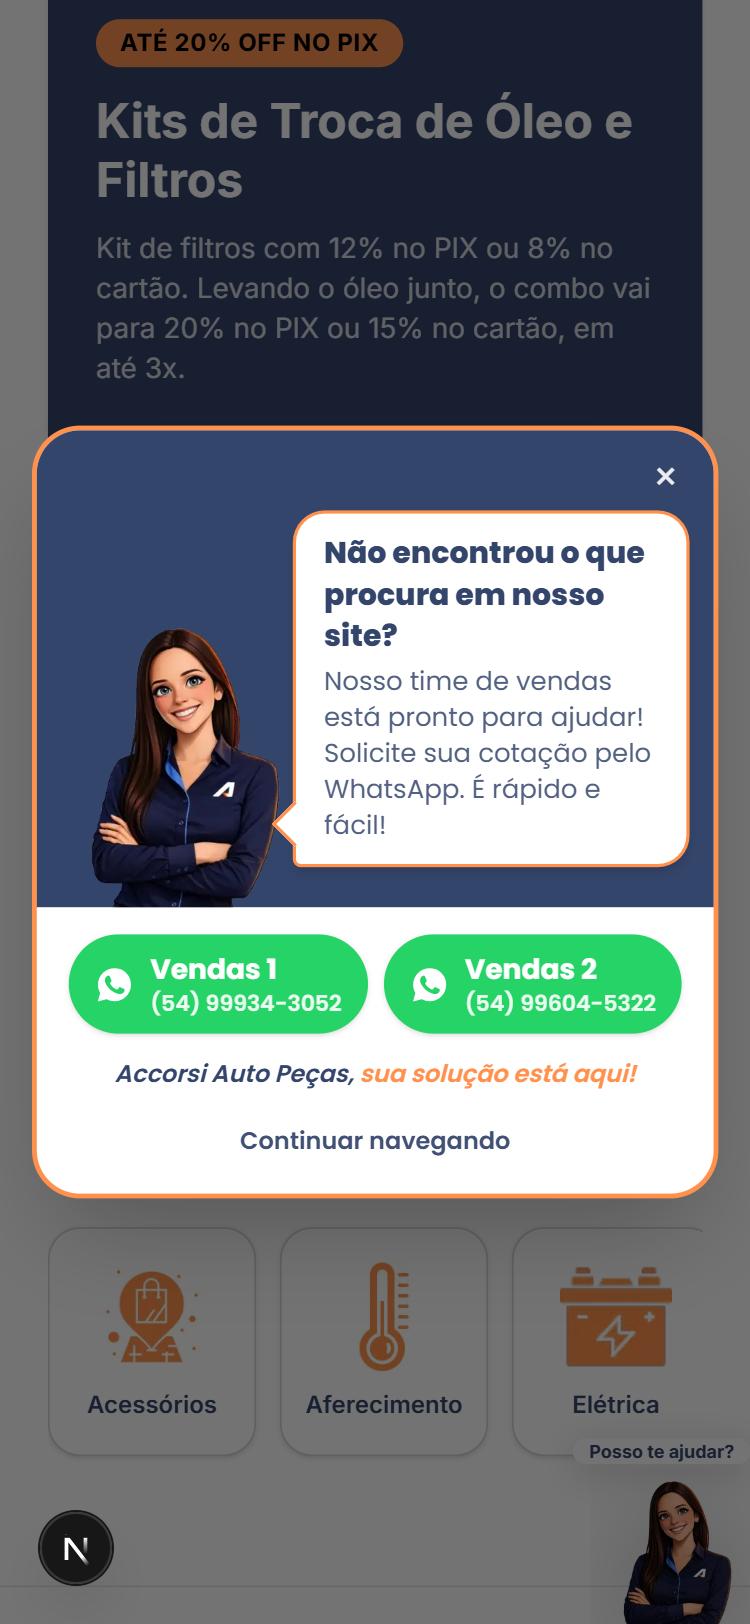 ATÉ 20% OFF NO PIX
Kits de Troca de Óleo e
Filtros
Kit de filtros com 12% no PIX ou 8% no
cartão. Levando o óleo junto, o combo vai
para 20% no PIX ou 15% no cartão, em
até 3x.
×
Não encontrou o que
procura em nosso
site?
Nosso time de vendas
está pronto para ajudar!
Solicite sua cotação pelo
WhatsApp. É rápido e
fácil!
Vendas 1
(54) 99934-3052
Vendas 2
(54) 99604-5322
Accorsi Auto Peças, sua solução está aqui!
Continuar navegando
Acessórios
Aferecimento
Elétrica
Posso te ajudar?
N